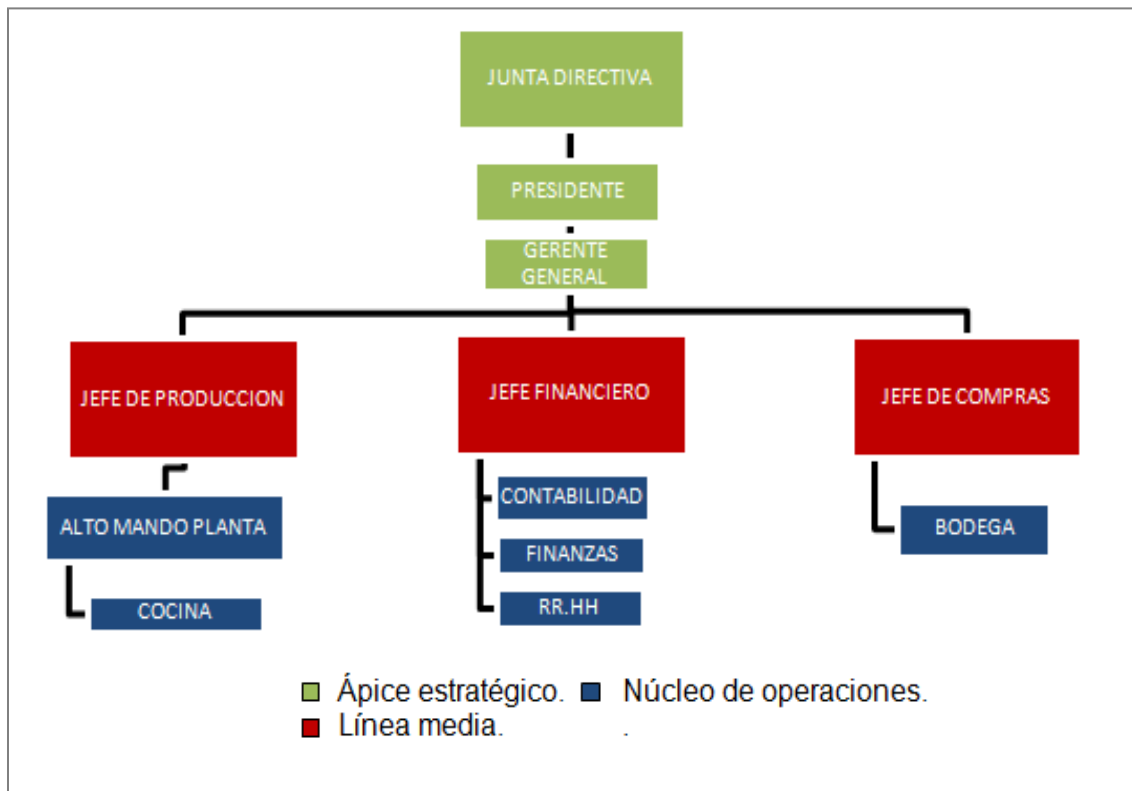 JUNTA DIRECTIVA
PRESIDENTE
GERENTE
GENERAL
JEFE DE PRODUCCION
JEFE FINANCIERO
JEFE DE COMPRAS
ALTO MANDO PLANTA
COCINA
CONTABILIDAD
FINANZAS
RR.HH
BODEGA
Ápice estratégico.
Núcleo de operaciones.
Línea media.
.